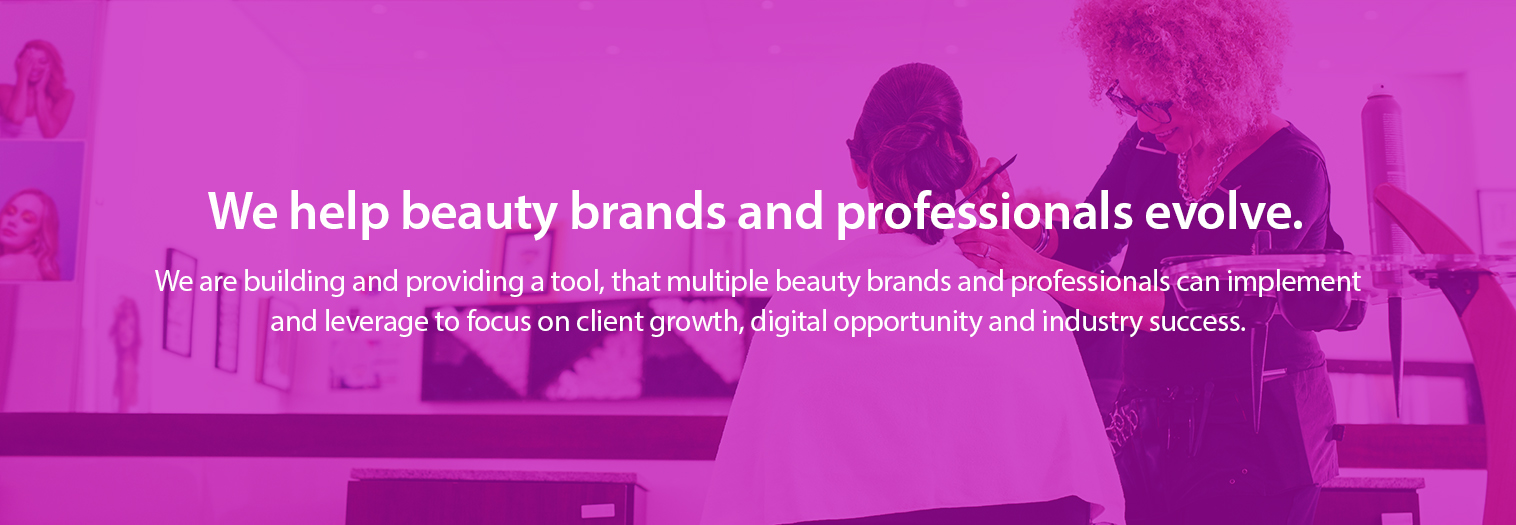 We help beauty brands and professionals evolve.
We are building and providing a tool, that multiple beauty brands and professionals can implement
and leverage to focus on client growth, digital opportunity and industry success.